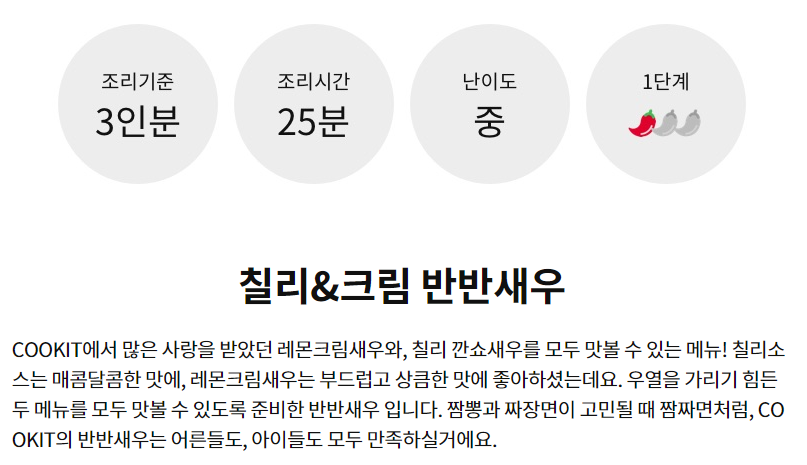 조리기준
3인분
조리시간
25분
난이도
중
1단계
칠리&크림 반반새우
COOKIT에서 많은 사랑을 받았던 레몬크림새우와, 칠리 깐쇼새우를 모두 맛볼 수 있는 메뉴! 칠리소
스는 매콤달콤한 맛에, 레몬크림새우는 부드럽고 상큼한 맛에 좋아하셨는데요. 우열을 가리기 힘든
두 메뉴를 모두 맛볼 수 있도록 준비한 반반새우 입니다. 짬뽕과 짜장면이 고민될 때 짬짜면처럼, CO
OKIT의 반반새우는 어른들도, 아이들도 모두 만족하실거에요.